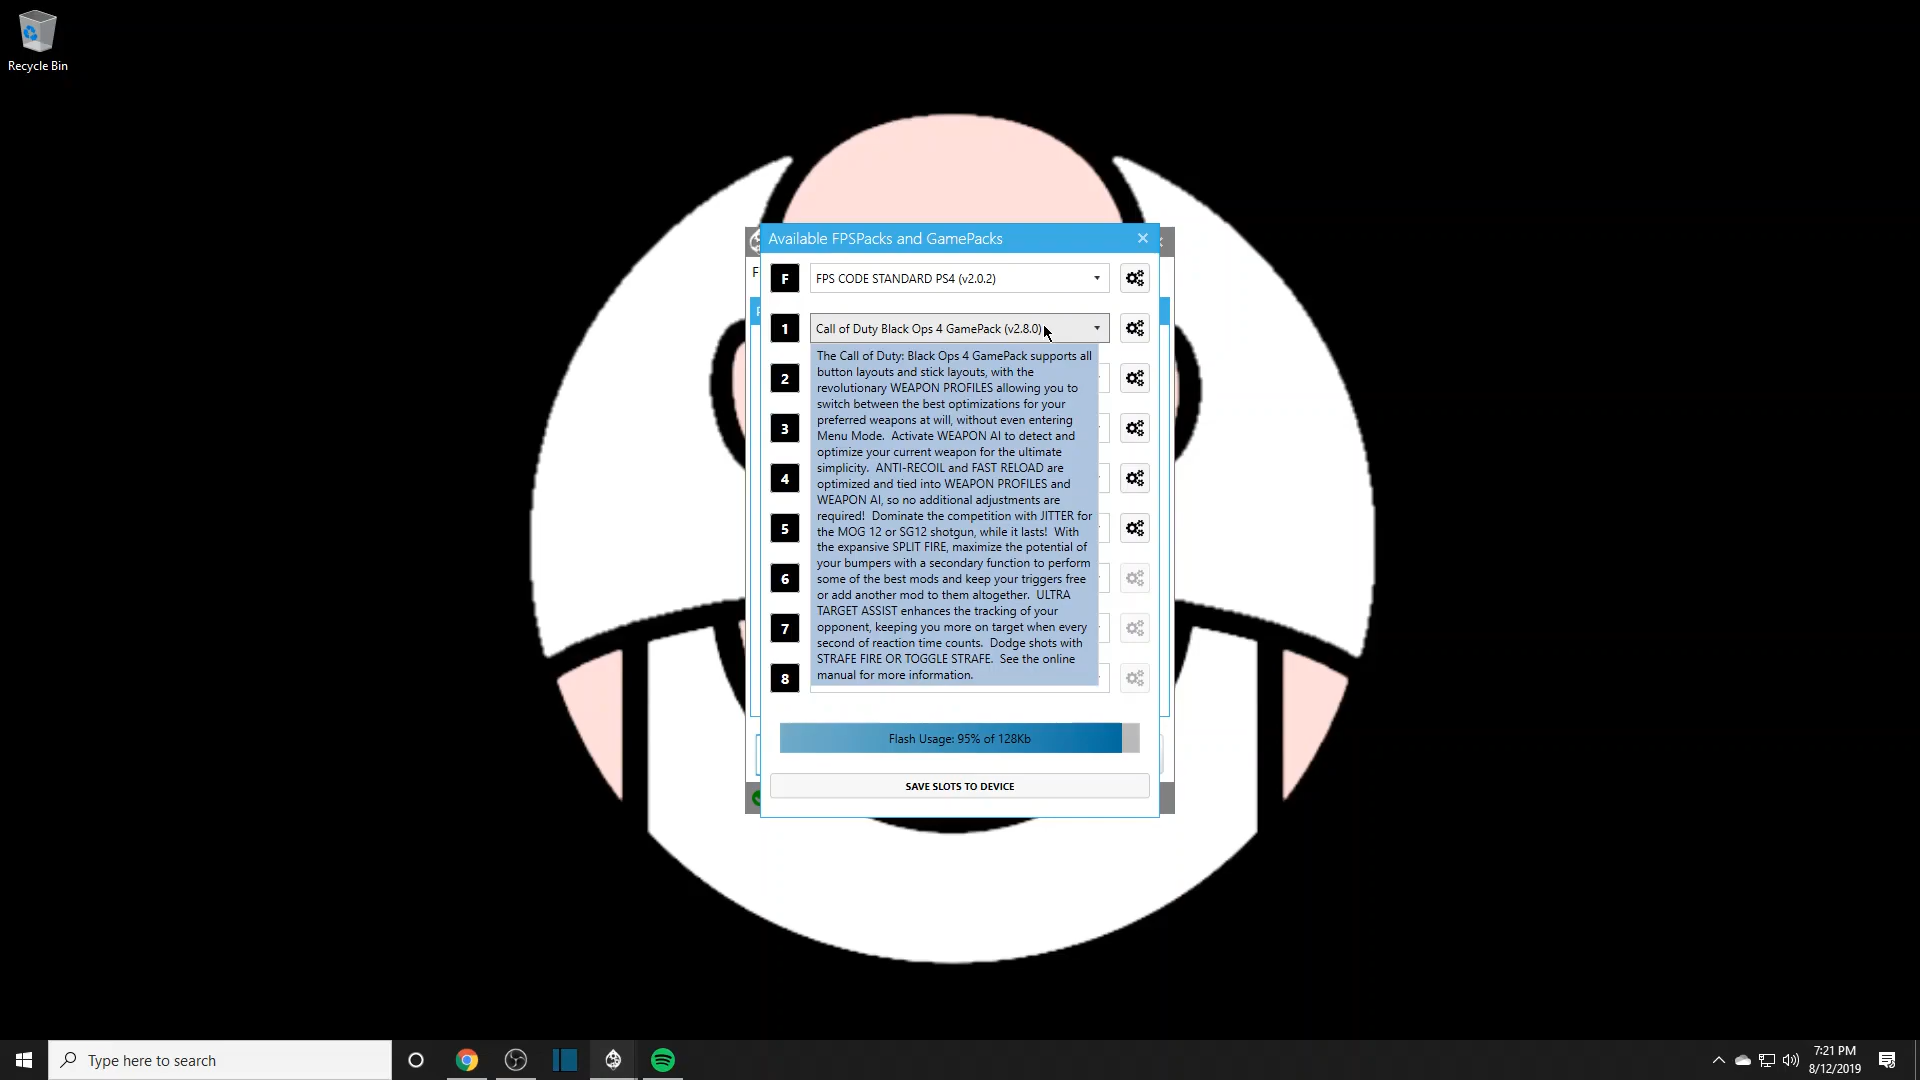 Recycle Bin
Available FPSPacks and GamePacks
F
F FPS CODE STANDARD PS4 (v2.0.2)
1 Call of Duty Black Ops 4 GamePack (v2.8.0)
The Call of Duty: Black Ops 4 GamePack supports all
button layouts and stick layouts, with the
revolutionary WEAPON PROFILES allowing you to
switch between the best optimizations for your
preferred weapons at will, without even entering
Menu Mode.  Activate WEAPON AI to detect and
optimize your current weapon for the ultimate
simplicity.  ANTI-RECOIL and FAST RELOAD are
optimized and tied into WEAPON PROFILES and
WEAPON AI, so no additional adjustments are
required!  Dominate the competition with JITTER for
the MOG 12 or SG12 shotgun, while it lasts!  With
the expansive SPLIT FIRE, maximize the potential of
your bumpers with a secondary function to perform
some of the best mods and keep your triggers free
or add another mod to them altogether.  ULTRA
TARGET ASSIST enhances the tracking of your
opponent, keeping you more on target when every
second of reaction time counts.  Dodge shots with
STRAFE FIRE OR TOGGLE STRAFE.  See the online
manual for more information.
2
3
4
5
6
7
8
Flash Usage: 95% of 128Kb
SAVE SLOTS TO DEVICE
Type here to search
7:21 PM
8/12/2019